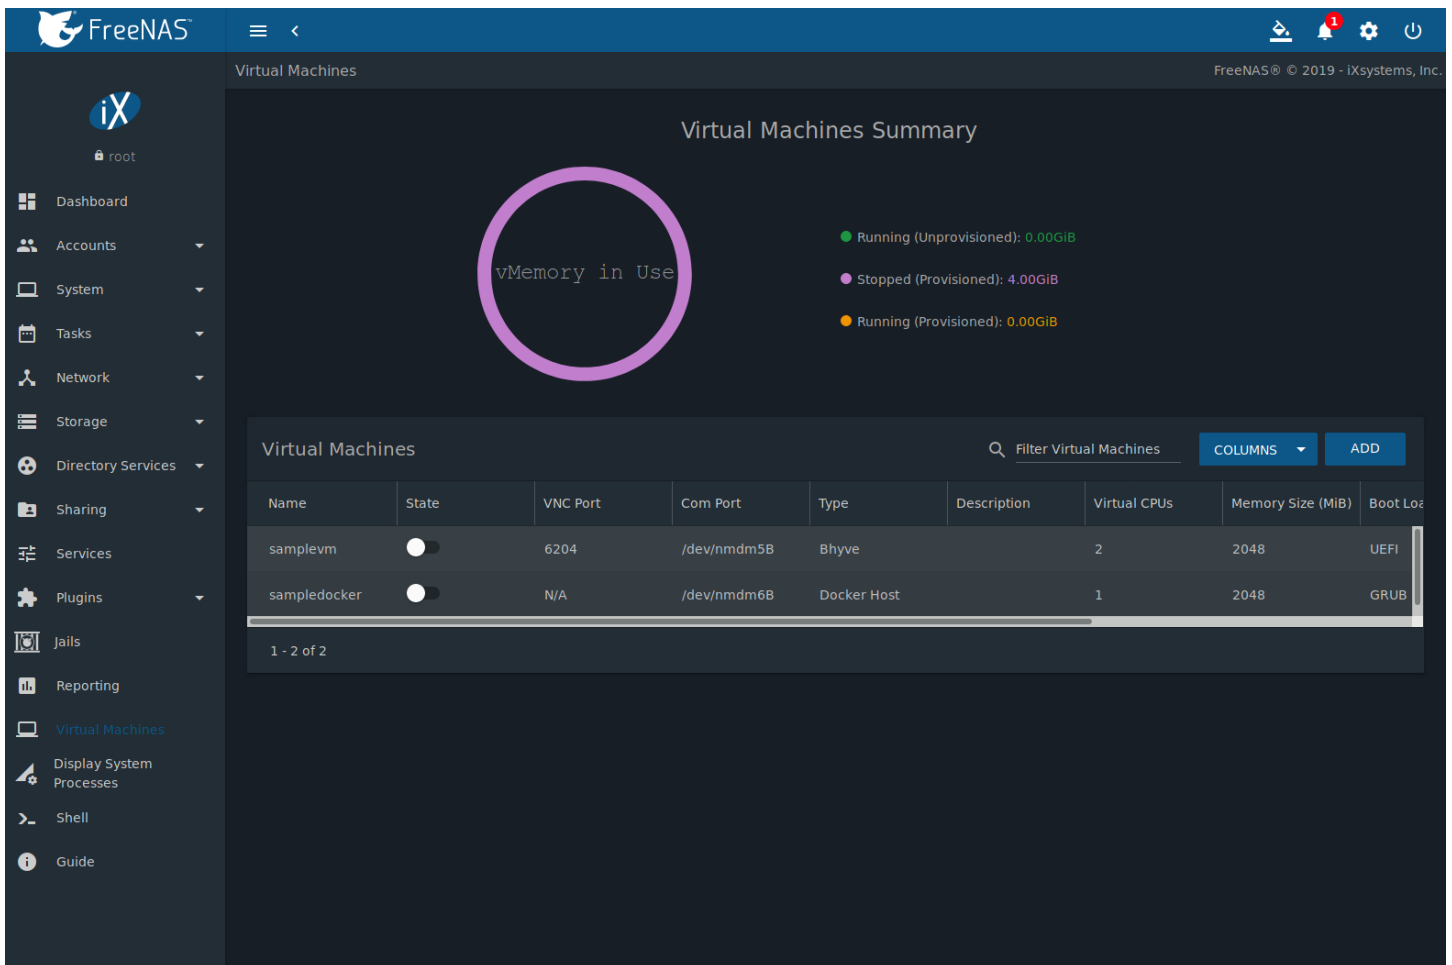 FreeNAS™
1
Virtual Machines
FreeNAS® © 2019 - iXsystems, Inc.
iX
root
Dashboard
Accounts
System
Tasks
Network
Storage
Directory Services
Sharing
Services
Plugins
Jails
Reporting
Virtual Machines
Display System
Processes
Shell
Guide
Virtual Machines Summary
vMemory in Use
Running (Unprovisioned): 0.00GiB
Stopped (Provisioned): 4.00GiB
Running (Provisioned): 0.00GiB
Virtual Machines
Filter Virtual Machines
COLUMNS
ADD
Name State VNC Port Com Port Type Description Virtual CPUs Memory Size (MiB) Boot Loa
samplevm 6204 /dev/nmdm5B Bhyve 2 2048 UEFI
sampledocker N/A /dev/nmdm6B Docker Host 1 2048 GRUB
1 - 2 of 2